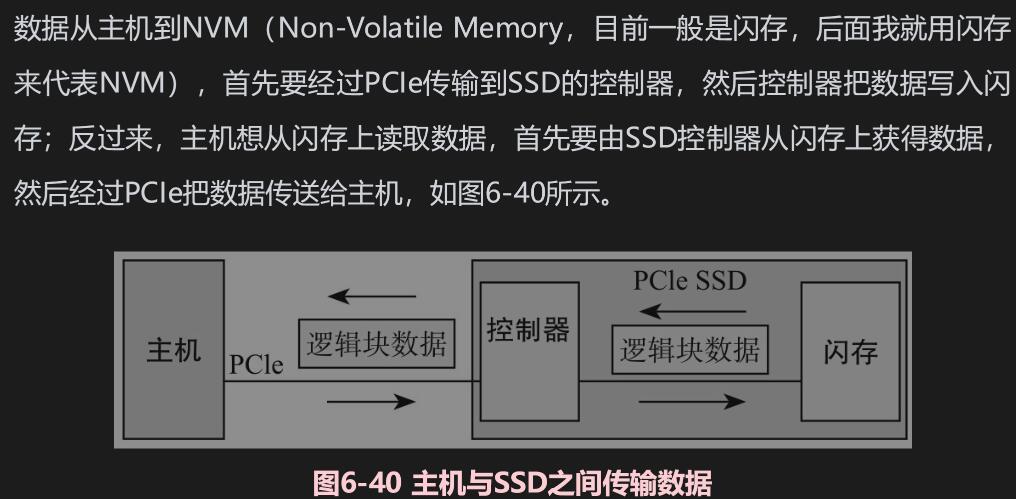 数据从主机到NVM（Non-Volatile Memory，目前一般是闪存，后面我就用闪存
来代表NVM），首先要经过PCIe传输到SSD的控制器，然后控制器把数据写入闪
存；反过来，主机想从闪存上读取数据，首先要由SSD控制器从闪存上获得数据，
然后经过PCIe把数据传送给主机，如图6-40所示。
PCle SSD
主机
PCle
逻辑块数据
控制器
逻辑块数据
闪存
图6-40 主机与SSD之间传输数据